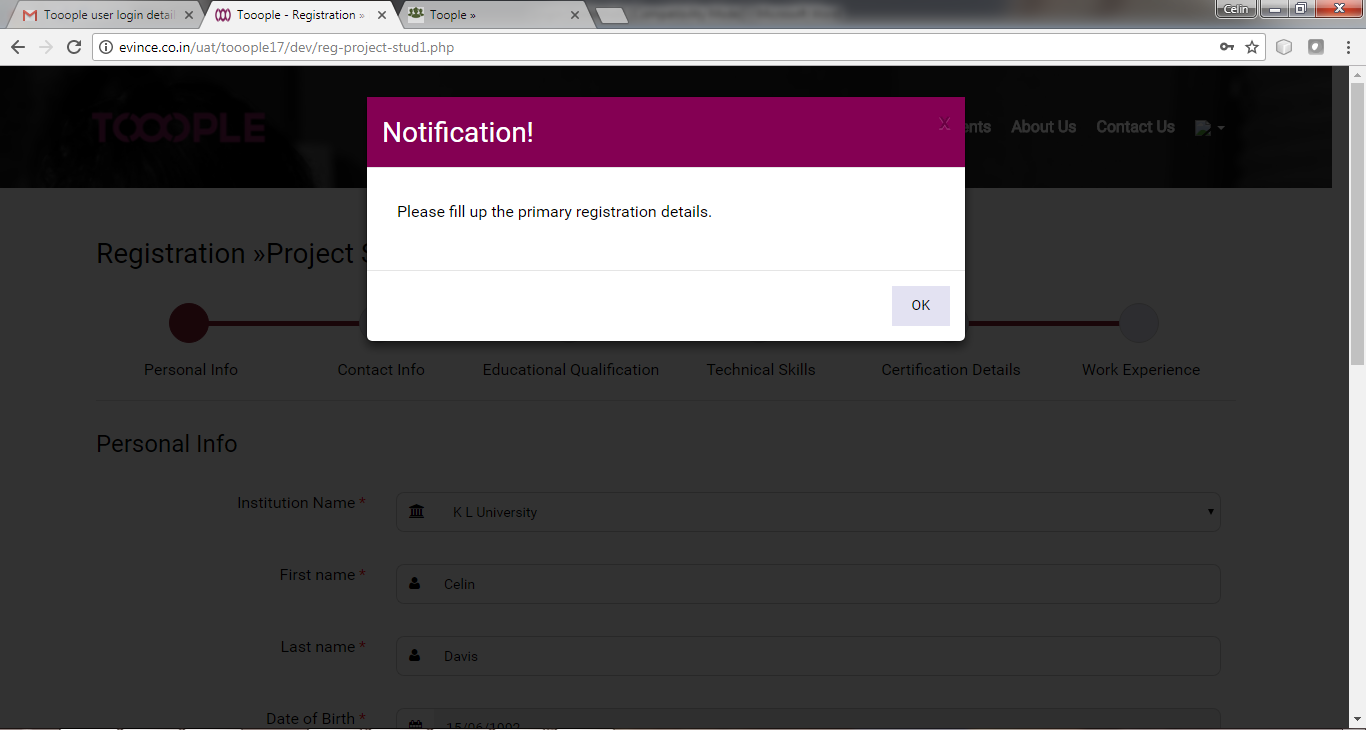 Tooople user login detail
Tooople - Registration »
Toople »
Celin
evince.co.in/uat/tooople17/dev/reg-project-stud1.php
TOOOPLE
About Us
Contact Us
Notification!
x
Please fill up the primary registration details.
OK
Registration »Project
Personal Info
Contact Info
Educational Qualification
Technical Skills
Certification Details
Work Experience
Personal Info
Institution Name *
K L University
First name *
Celin
Last name *
Davis
Date of Birth *
15/06/1992